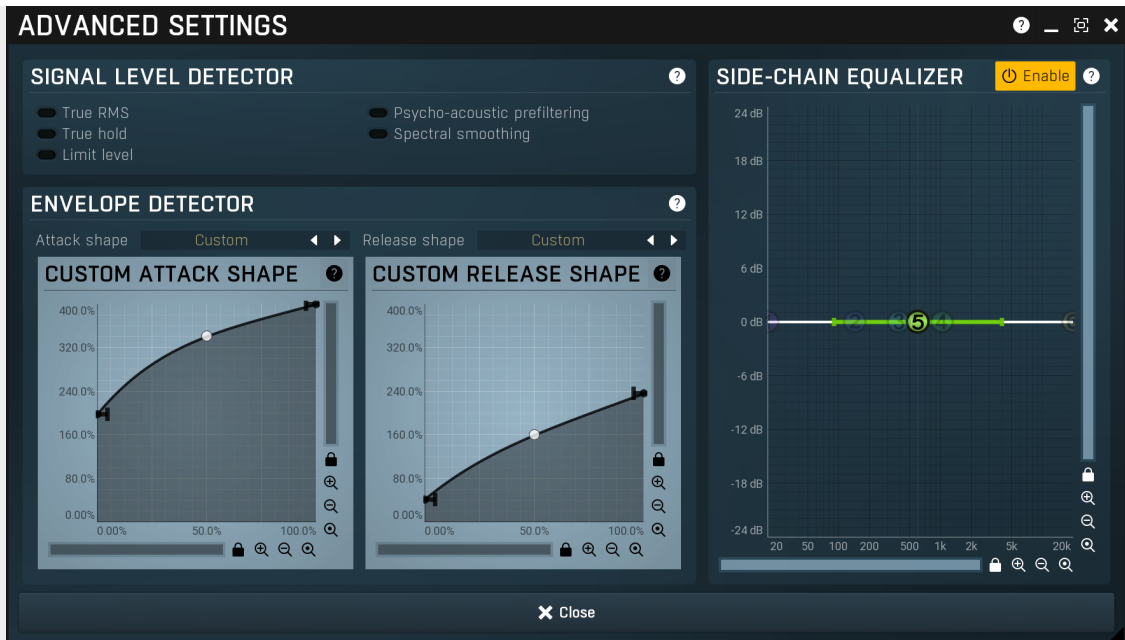 ADVANCED SETTINGS
?
SIGNAL LEVEL DETECTOR
?
True RMS
True hold
Limit level
Psycho-acoustic prefiltering
Spectral smoothing
ENVELOPE DETECTOR
?
Attack shape Custom
Release shape Custom
CUSTOM ATTACK SHAPE
?
400.0%
320.0%
240.0%
160.0%
80.0%
0.00%
0.00% 50.0% 100.0%
CUSTOM RELEASE SHAPE
?
400.0%
320.0%
240.0%
160.0%
80.0%
0.00%
0.00% 50.0% 100.0%
SIDE-CHAIN EQUALIZER
Enable
?
24 dB
18 dB
12 dB
6 dB
0 dB
2 3 5 4
-6 dB
-12 dB
-18 dB
-24 dB
20 50 100 200 500 1k 2k 5k 20k
Close